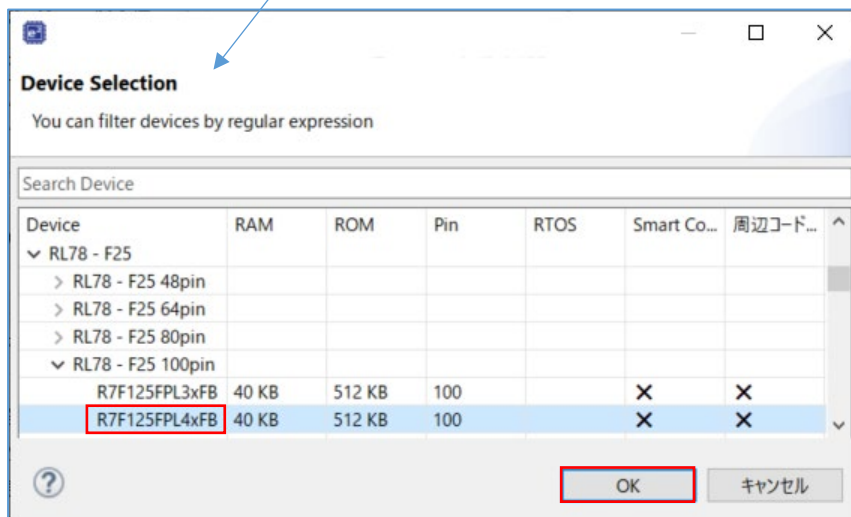 Device Selection
You can filter devices by regular expression
Search Device
Device RAM ROM Pin RTOS Smart Co... 周辺コード...
RL78 - F25
RL78 - F25 48pin
RL78 - F25 64pin
RL78 - F25 80pin
RL78 - F25 100pin
R7F125FPL3xFB 40 KB 512 KB 100 ✕ ✕
R7F125FPL4xFB 40 KB 512 KB 100 ✕ ✕
OK キャンセル